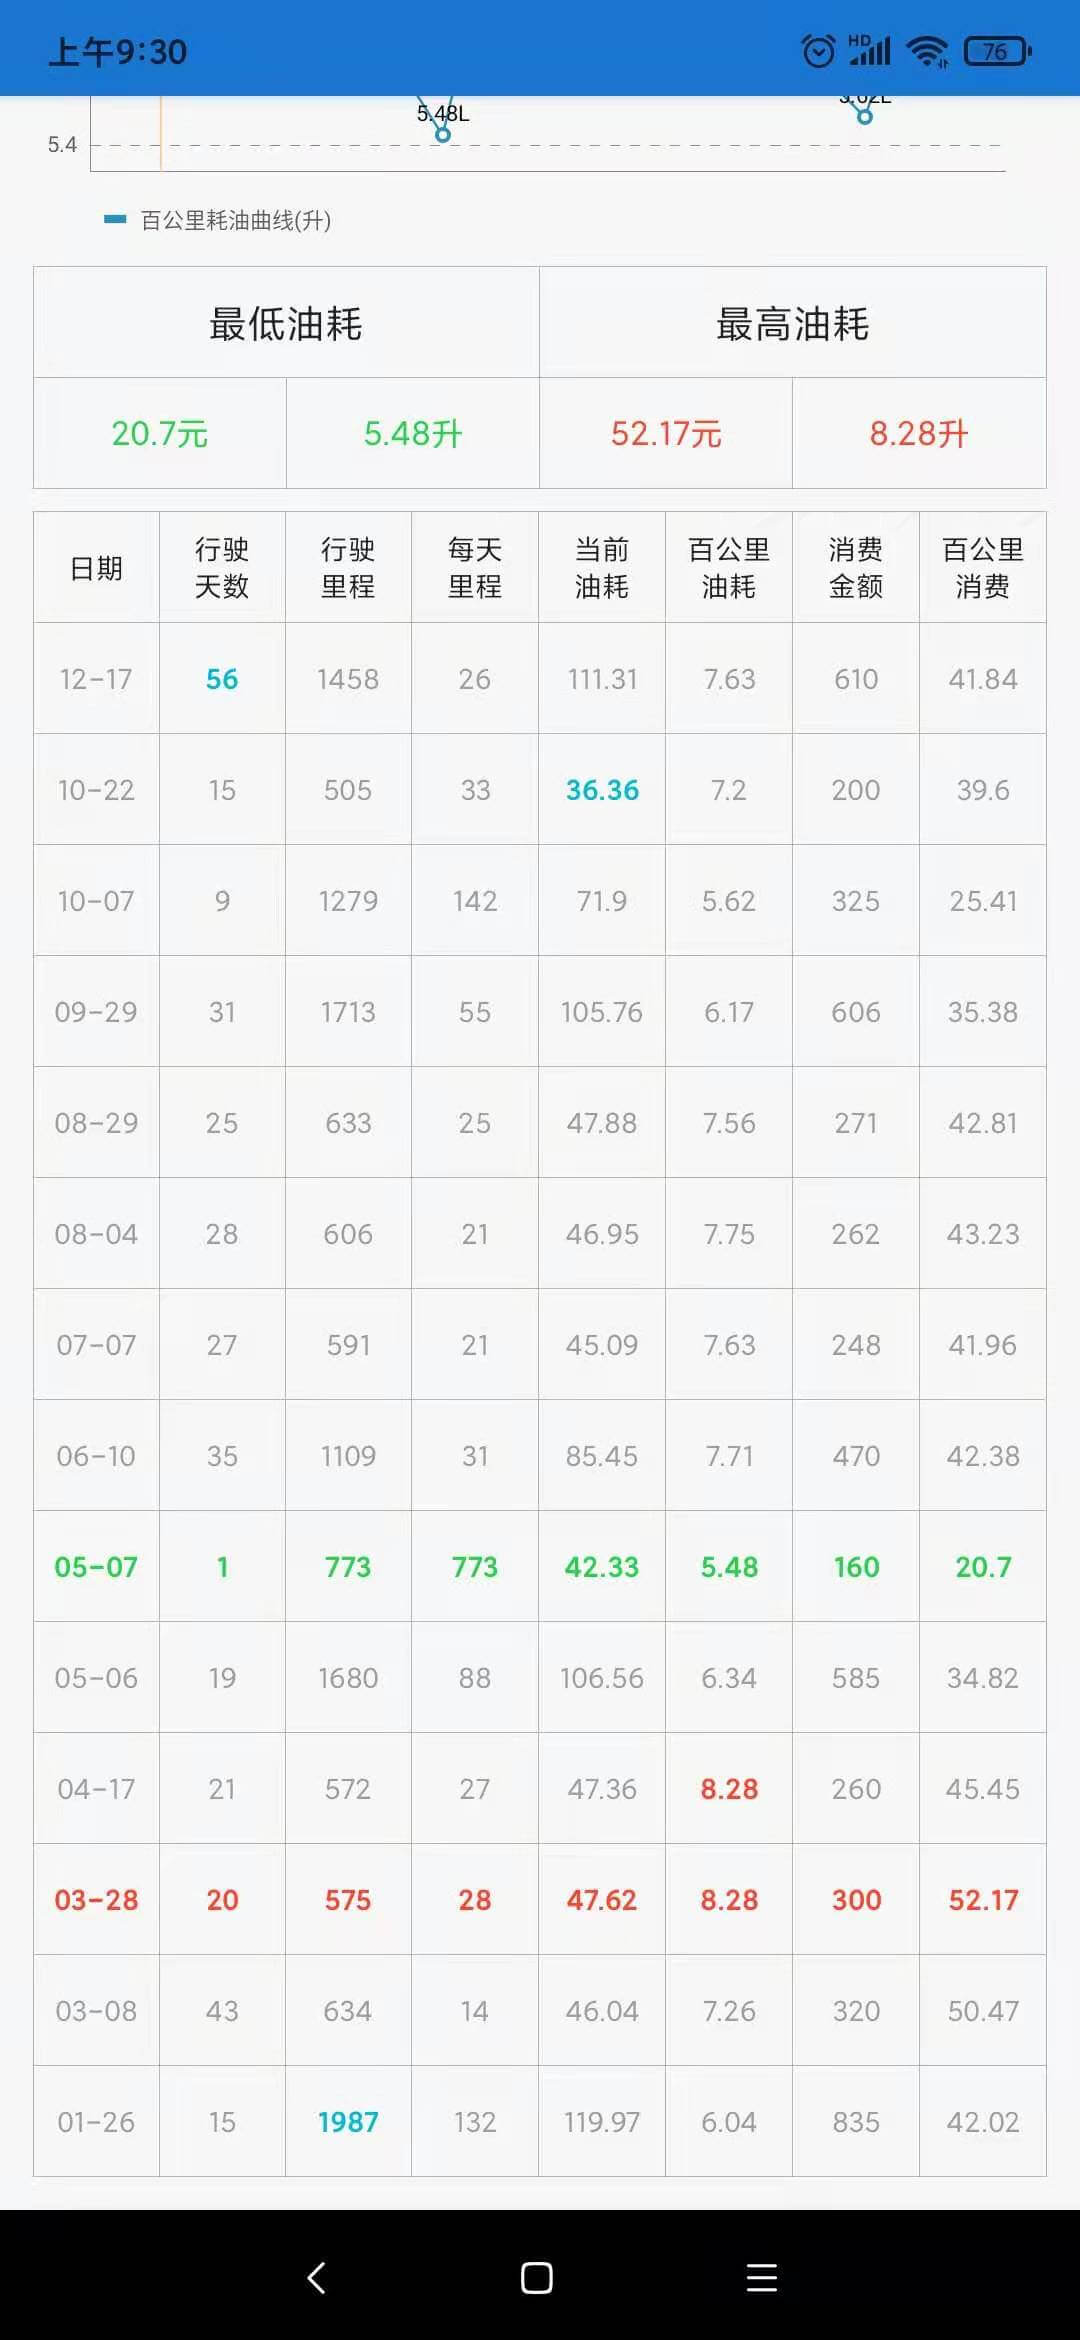 上午9:30
HD
76
5.48L
5.4
百公里耗油曲线(升)
最低油耗 最高油耗
20.7元 5.48升 52.17元 8.28升
日期 行驶天数 行驶里程 每天里程 当前油耗 百公里油耗 消费金额 百公里消费
12-17 56 1458 26 111.31 7.63 610 41.84
10-22 15 505 33 36.36 7.2 200 39.6
10-07 9 1279 142 71.9 5.62 325 25.41
09-29 31 1713 55 105.76 6.17 606 35.38
08-29 25 633 25 47.88 7.56 271 42.81
08-04 28 606 21 46.95 7.75 262 43.23
07-07 27 591 21 45.09 7.63 248 41.96
06-10 35 1109 31 85.45 7.71 470 42.38
05-07 1 773 773 42.33 5.48 160 20.7
05-06 19 1680 88 106.56 6.34 585 34.82
04-17 21 572 27 47.36 8.28 260 45.45
03-28 20 575 28 47.62 8.28 300 52.17
03-08 43 634 14 46.04 7.26 320 50.47
01-26 15 1987 132 119.97 6.04 835 42.02